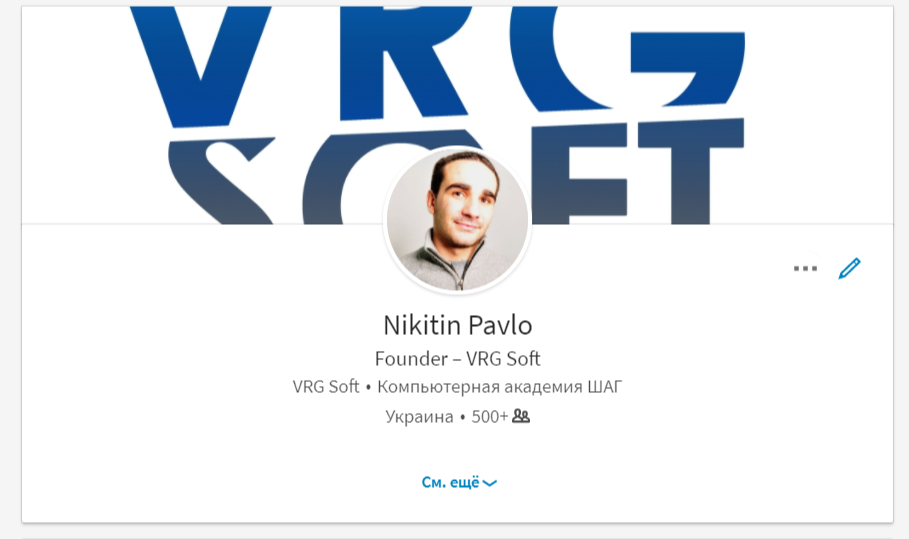 VRG
SOFT
Nikitin Pavlo
Founder – VRG Soft
VRG Soft • Компьютерная академия ШАГ
Украина • 500+
См. ещё